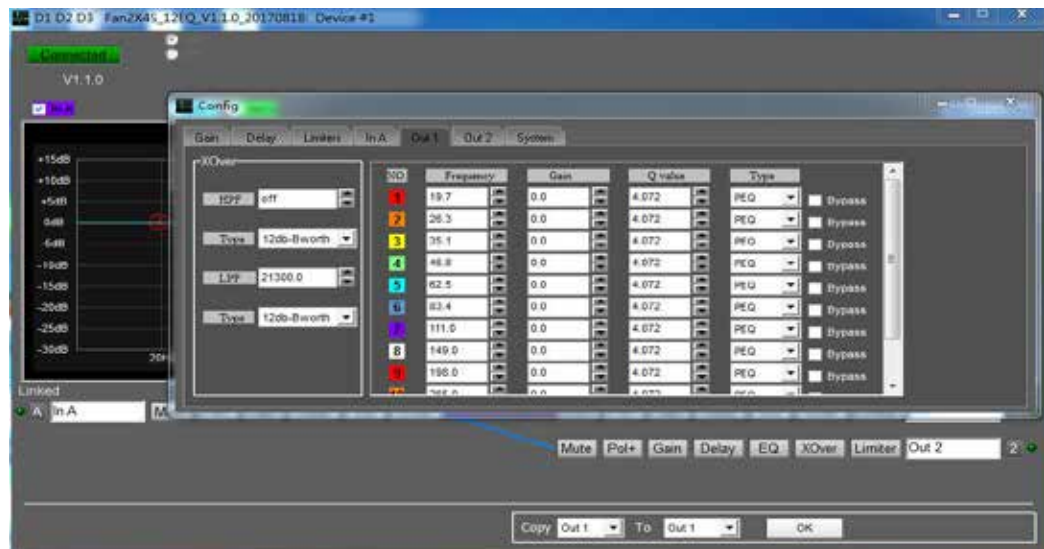 D1 D2 D3 Fan2X4S_12EQ_V1.1.0_20170818: Device #1
Connected
V1.1.0
In A
Config
Gain Delay Limiters In A Out 1 Out 2 System
XOver
HPF off
Type 12db-Bworth
LPF 21300.0
Type 12db-Bworth
NO Frequency Gain Q value Type
1 19.7 0.0 4.072 PEQ Bypass
2 26.3 0.0 4.072 PEQ Bypass
3 35.1 0.0 4.072 PEQ Bypass
4 46.8 0.0 4.072 PEQ Bypass
5 62.5 0.0 4.072 PEQ Bypass
6 83.4 0.0 4.072 PEQ Bypass
7 111.0 0.0 4.072 PEQ Bypass
8 149.0 0.0 4.072 PEQ Bypass
9 198.0 0.0 4.072 PEQ Bypass
+15dB
+10dB
+5dB
0dB
-10dB
-15dB
-20dB
-25dB
-30dB
Linked
A In A
Mute Pol+ Gain Delay EQ XOver Limiter Out 2 2
Copy Out 1 To Out 1 OK